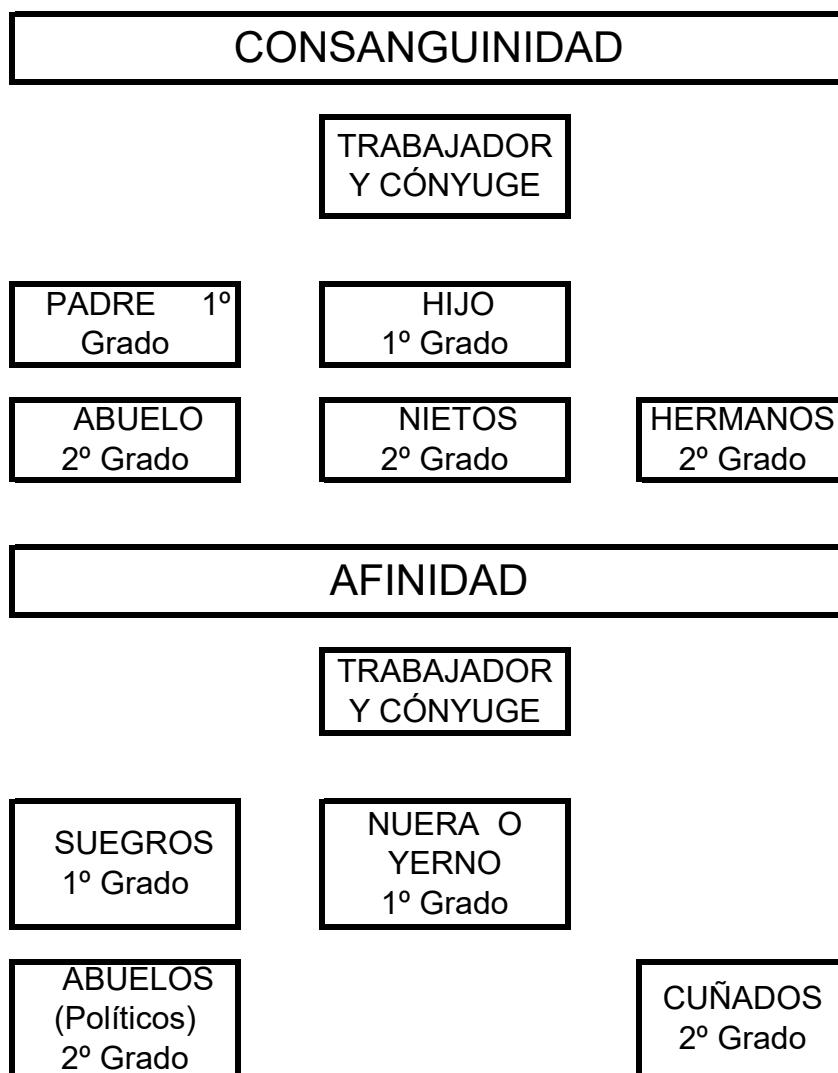 CONSANGUINIDAD
TRABAJADOR
Y CÓNYUGE
PADRE 1º
Grado
HIJO
1º Grado
ABUELO
2º Grado
NIETOS
2º Grado
HERMANOS
2º Grado
AFINIDAD
TRABAJADOR
Y CÓNYUGE
SUEGROS
1º Grado
NUERA O
YERNO
1º Grado
ABUELOS
(Políticos)
2º Grado
CUÑADOS
2º Grado